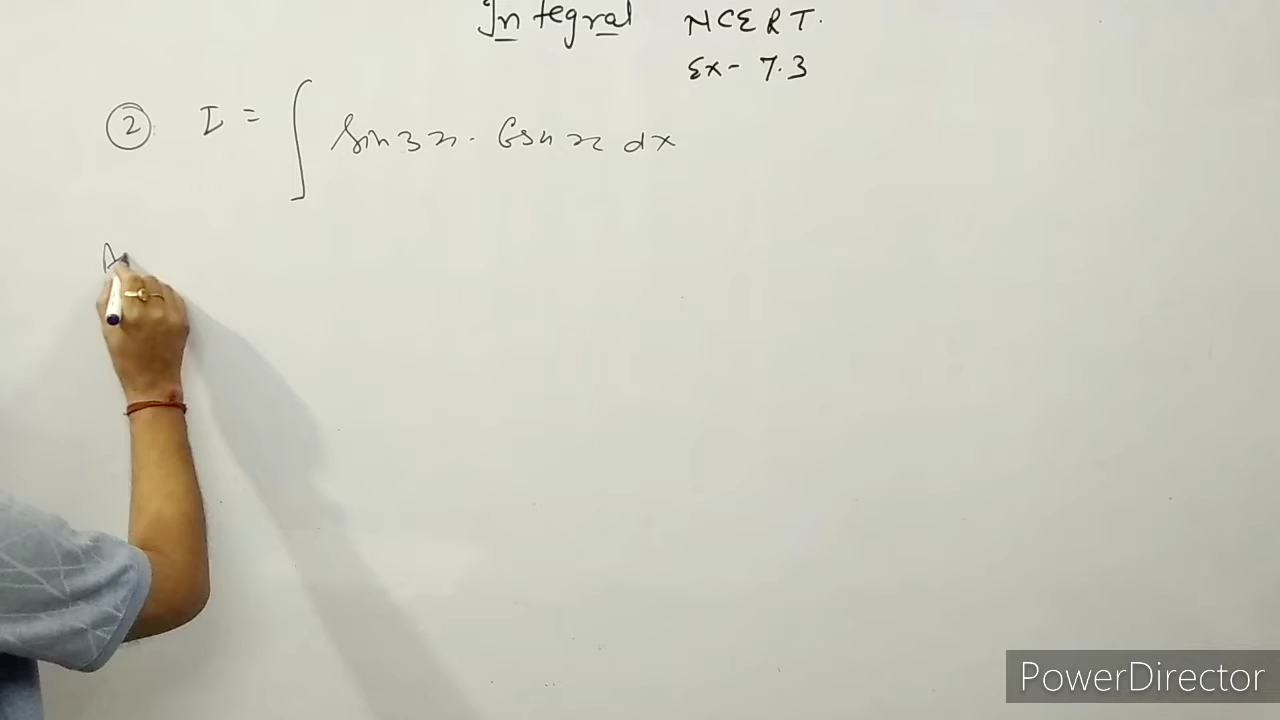 Integral NCERT.
Ex- 7.3
② I = ∫ Sin3x. Cos4x dx
A
PowerDirector